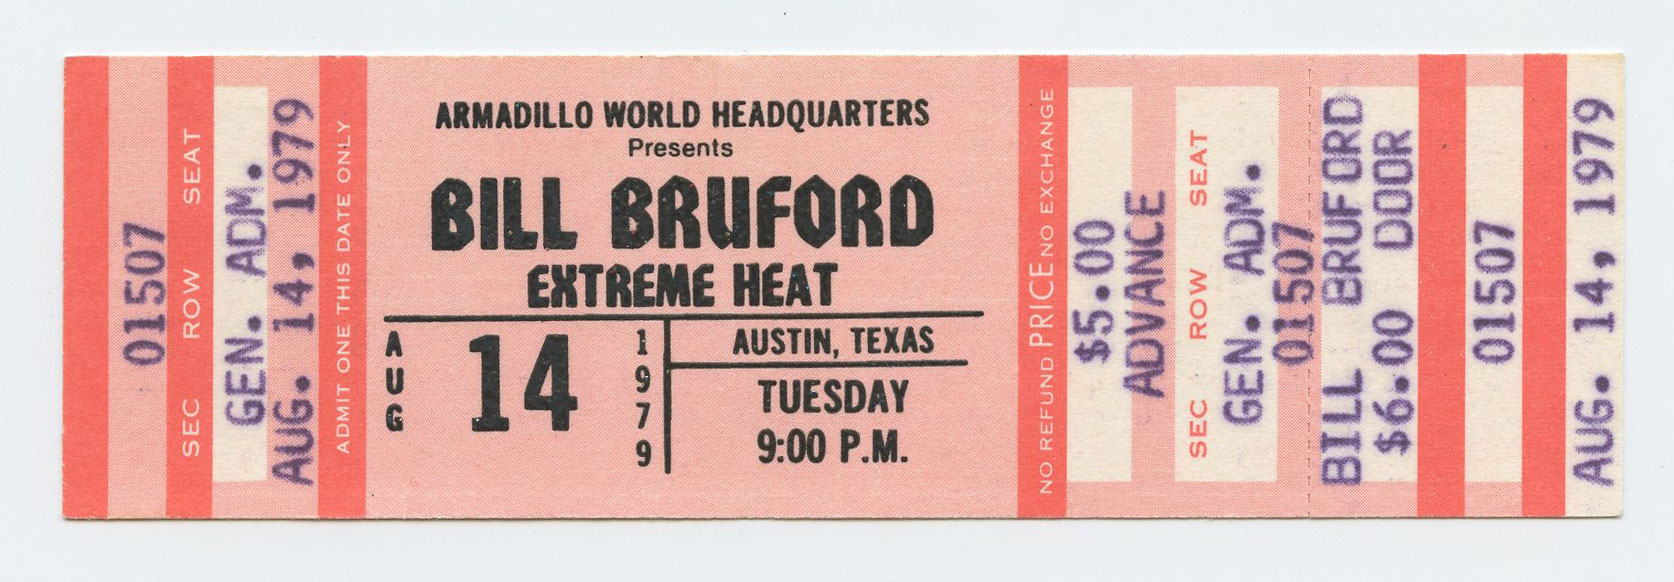 01507
SEC ROW SEAT
GEN. ADM.
AUG. 14, 1979
ADMIT ONE THIS DATE ONLY
ARMADILLO WORLD HEADQUARTERS
Presents
BILL BRUFORD
EXTREME HEAT
AUG
14
1979
AUSTIN, TEXAS
TUESDAY
9:00 P.M.
NO REFUND PRICE NO EXCHANGE
$5.00
ADVANCE
SEC ROW SEAT
GEN. ADM.
01507
BILL BRUFORD
$6.00 DOOR
01507
AUG. 14, 1979